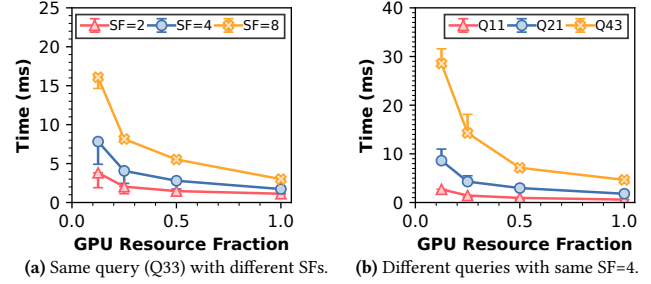 SF=2 SF=4 SF=8
25
20
15
10
5
0
Time (ms)
0.0 0.5 1.0
GPU Resource Fraction
(a) Same query (Q33) with different SFs.
Q11 Q21 Q43
40
30
20
10
0
Time (ms)
0.0 0.5 1.0
GPU Resource Fraction
(b) Different queries with same SF=4.